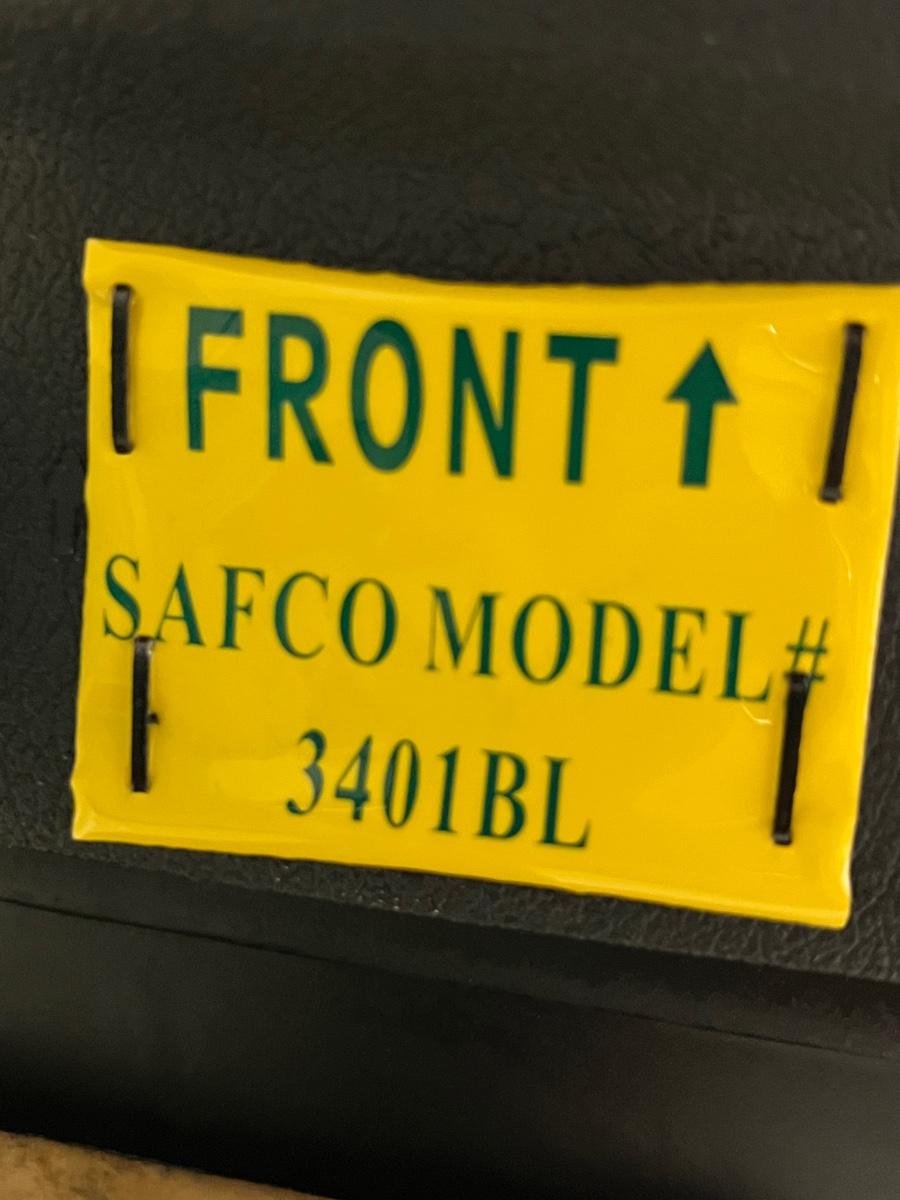 FRONT ↑
SAFCO MODEL#
3401BL